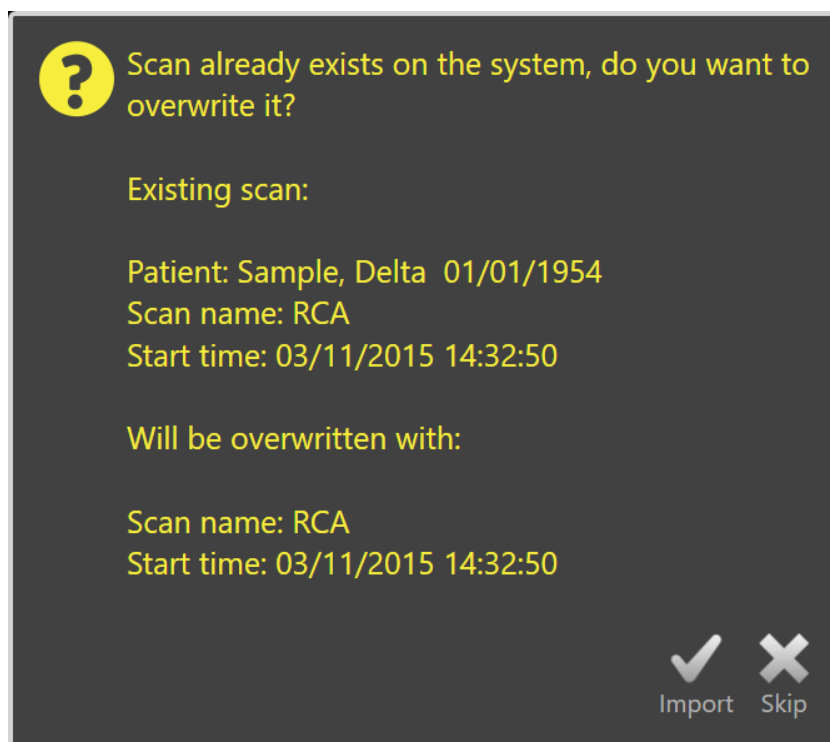 ?
Scan already exists on the system, do you want to
overwrite it?
Existing scan:
Patient: Sample, Delta 01/01/1954
Scan name: RCA
Start time: 03/11/2015 14:32:50
Will be overwritten with:
Scan name: RCA
Start time: 03/11/2015 14:32:50
Import Skip